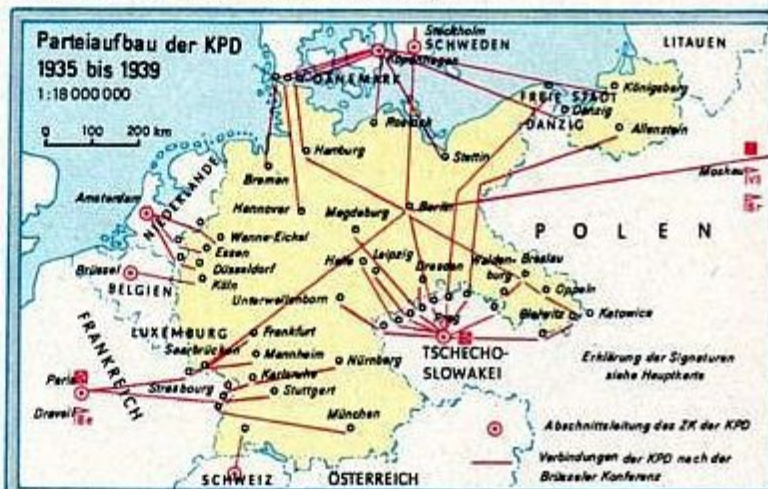 Parteiaufbau der KPD
1935 bis 1939
1:18 000 000
0 100 200 km
Stockholm
SCHWEDEN
LITAUEN
Kopenhagen
DÄNEMARK
Königsberg
FREIE STADT
DANZIG
Danzig
Allenstein
Rostock
Stettin
Hamburg
Bremen
Moskau
Amsterdam
NIEDERLANDE
Hannover
Magdeburg
Berlin
POLEN
Wanne-Eickel
Essen
Düsseldorf
Köln
Brüssel
BELGIEN
Halle
Leipzig
Dresden
Walden-
burg
Breslau
Oppeln
Unterwellenborn
Prag
Katowice
LUXEMBURG
Frankfurt
TSCHECHO-
SLOWAKEI
Erklärung der Signaturen
siehe Hauptkarte
FRANKREICH
Saarbrücken
Mannheim
Nürnberg
Paris
Strasbourg
Karlsruhe
Stuttgart
Draveil
München
Abschnittsleitung des ZK der KPD
SCHWEIZ
ÖSTERREICH
Verbindungen der KPD nach der
Brüsseler Konferenz